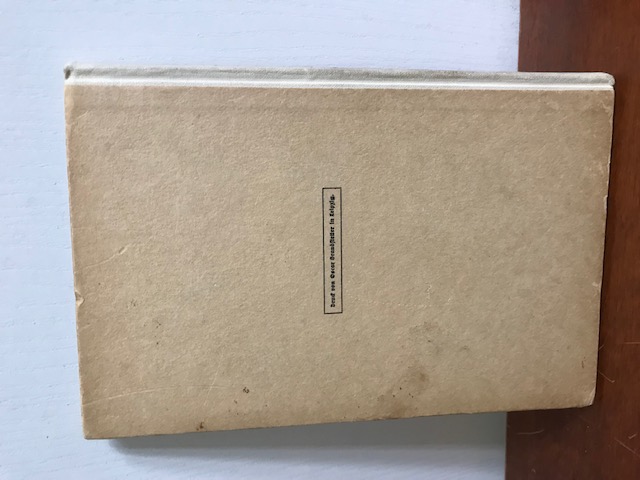 Druck von Oscar Brandstetter in Leipzig.